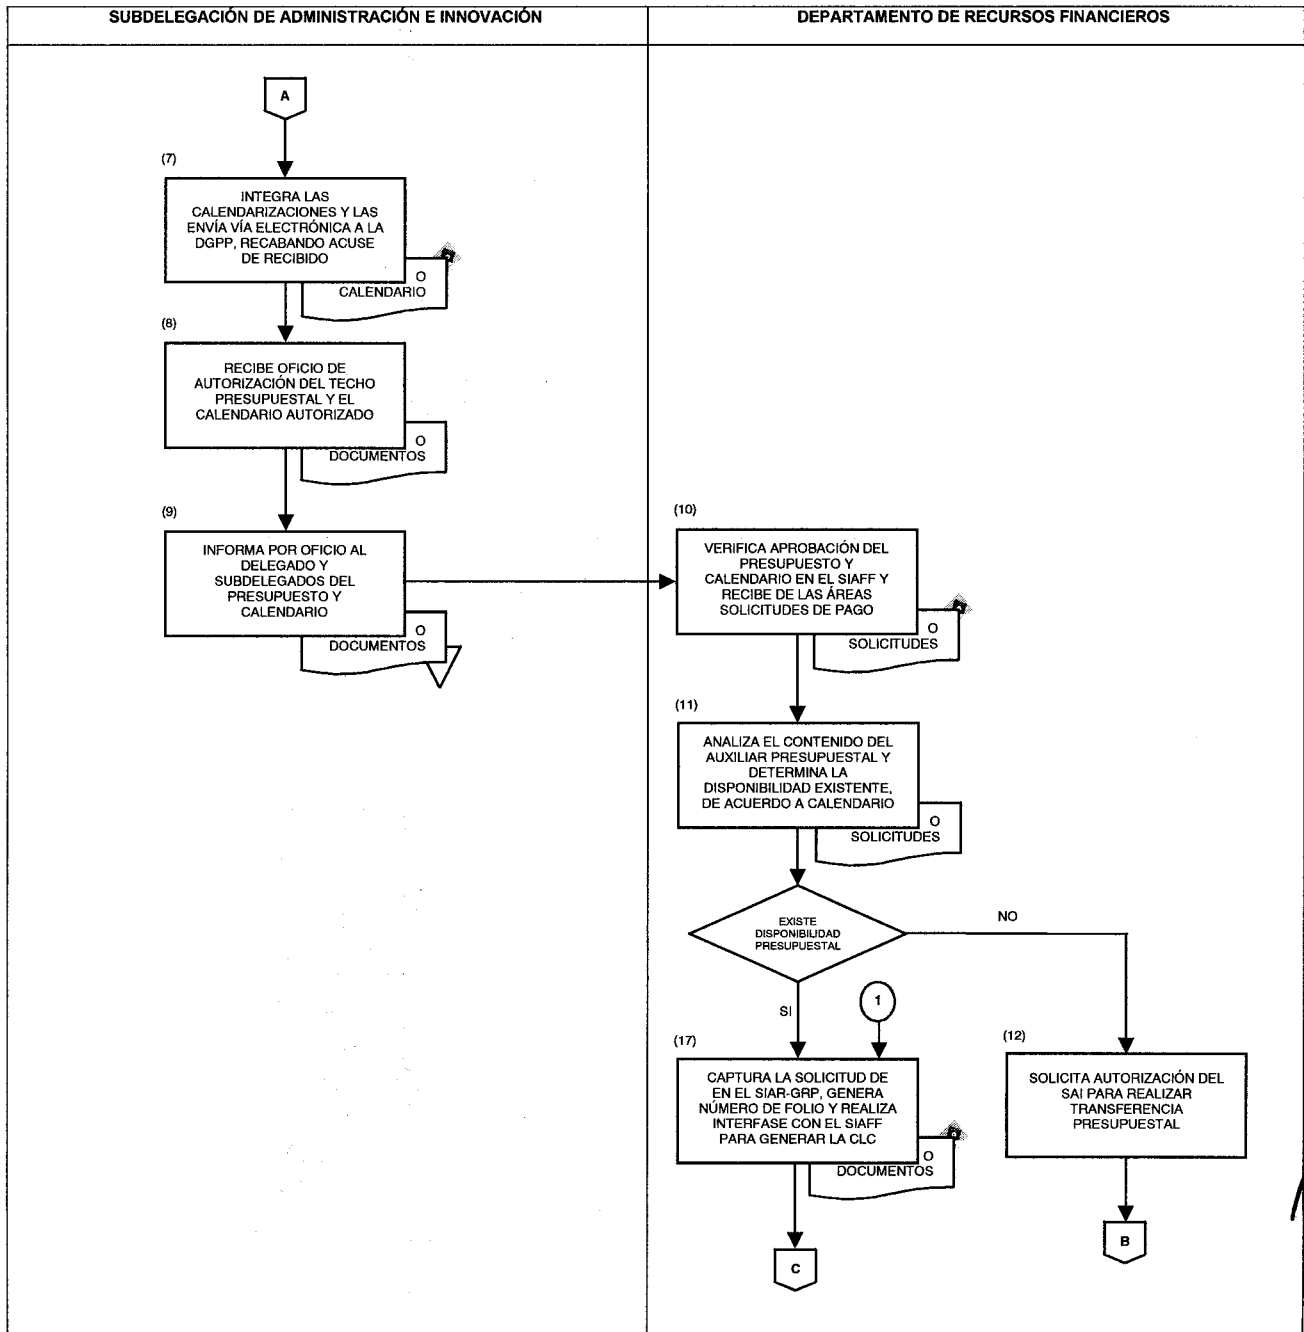 SUBDELEGACIÓN DE ADMINISTRACIÓN E INNOVACIÓN
DEPARTAMENTO DE RECURSOS FINANCIEROS
A
(7)
INTEGRA LAS
CALENDARIZACIONES Y LAS
ENVÍA VÍA ELECTRÓNICA A LA
DGPP, RECABANDO ACUSE
DE RECIBIDO
O
CALENDARIO
(8)
RECIBE OFICIO DE
AUTORIZACIÓN DEL TECHO
PRESUPUESTAL Y EL
CALENDARIO AUTORIZADO
O
DOCUMENTOS
(9)
INFORMA POR OFICIO AL
DELEGADO Y
SUBDELEGADOS DEL
PRESUPUESTO Y
CALENDARIO
O
DOCUMENTOS
(10)
VERIFICA APROBACIÓN DEL
PRESUPUESTO Y
CALENDARIO EN EL SIAFF Y
RECIBE DE LAS ÁREAS
SOLICITUDES DE PAGO
O
SOLICITUDES
(11)
ANALIZA EL CONTENIDO DEL
AUXILIAR PRESUPUESTAL Y
DETERMINA LA
DISPONIBILIDAD EXISTENTE,
DE ACUERDO A CALENDARIO
O
SOLICITUDES
EXISTE
DISPONIBILIDAD
PRESUPUESTAL
NO
SI
1
(17)
CAPTURA LA SOLICITUD DE
EN EL SIAR-GRP, GENERA
NÚMERO DE FOLIO Y REALIZA
INTERFASE CON EL SIAFF
PARA GENERAR LA CLC
O
DOCUMENTOS
(12)
SOLICITA AUTORIZACIÓN DEL
SAI PARA REALIZAR
TRANSFERENCIA
PRESUPUESTAL
B
C